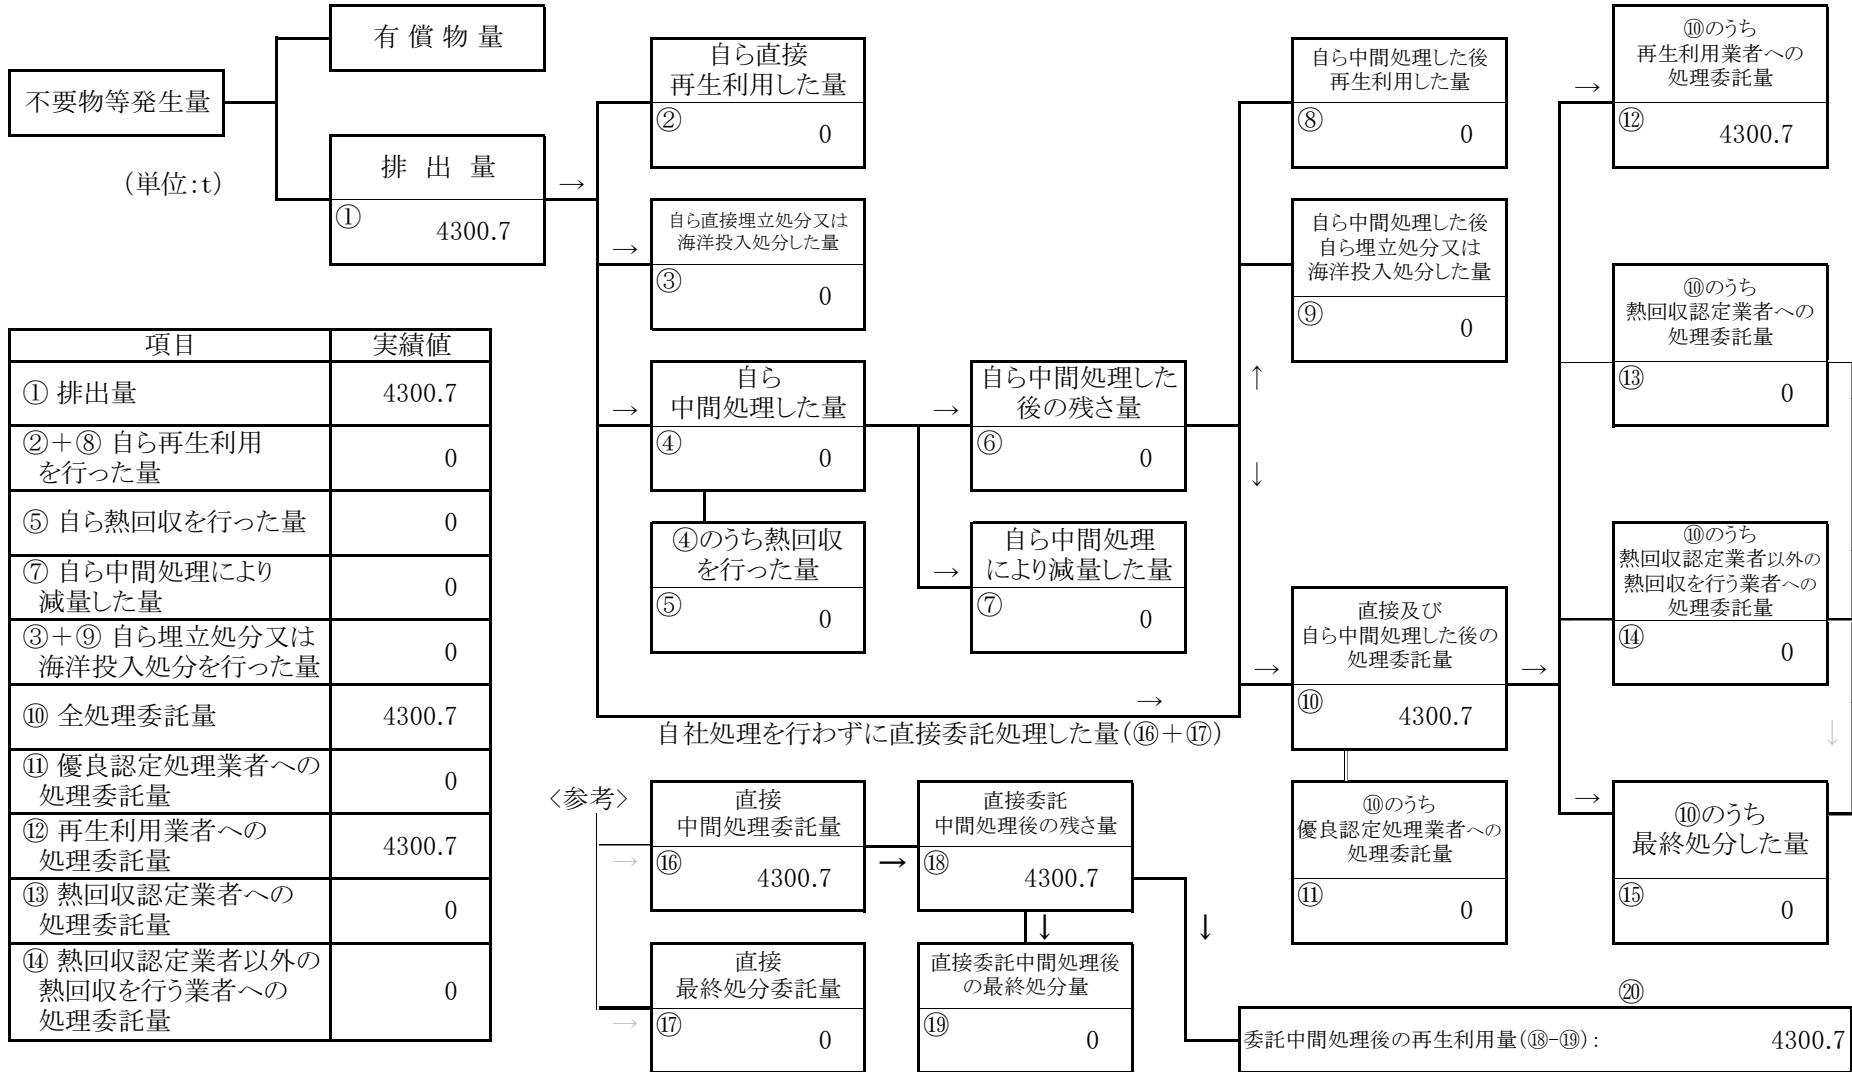 不要物等発生量
(単位:t)
有 償 物 量
排 出 量
①
4300.7
→
自ら直接
再生利用した量
②
0
→
自ら直接埋立処分又は
海洋投入処分した量
③
0
→
自ら
中間処理した量
④
0
④のうち熱回収
を行った量
⑤
0
→
自ら中間処理した
後の残さ量
⑥
0
→
自ら中間処理
により減量した量
⑦
0
↑
↓
自ら中間処理した後
再生利用した量
⑧
0
自ら中間処理した後
自ら埋立処分又は
海洋投入処分した量
⑨
0
→
自社処理を行わずに直接委託処理した量(⑯+⑰)
→
直接及び
自ら中間処理した後の
処理委託量
⑩
4300.7
→
⑩のうち
優良認定処理業者への
処理委託量
⑪
0
→
⑩のうち
再生利用業者への
処理委託量
⑫
4300.7
⑩のうち
熱回収認定業者への
処理委託量
⑬
0
⑩のうち
熱回収認定業者以外の
熱回収を行う業者への
処理委託量
⑭
0
↓
→
⑩のうち
最終処分した量
⑮
0
項目 実績値
① 排出量 4300.7
②+⑧ 自ら再生利用
を行った量 0
⑤ 自ら熱回収を行った量 0
⑦ 自ら中間処理により
減量した量 0
③+⑨ 自ら埋立処分又は
海洋投入処分を行った量 0
⑩ 全処理委託量 4300.7
⑪ 優良認定処理業者への
処理委託量 0
⑫ 再生利用業者への
処理委託量 4300.7
⑬ 熱回収認定業者への
処理委託量 0
⑭ 熱回収認定業者以外の
熱回収を行う業者への
処理委託量 0
〈参考〉
→
直接
中間処理委託量
⑯
4300.7
→
直接委託
中間処理後の残さ量
⑱
4300.7
↓
↓
→
直接
最終処分委託量
⑰
0
直接委託中間処理後
の最終処分量
⑲
0
⑳
委託中間処理後の再生利用量(⑱-⑲): 4300.7